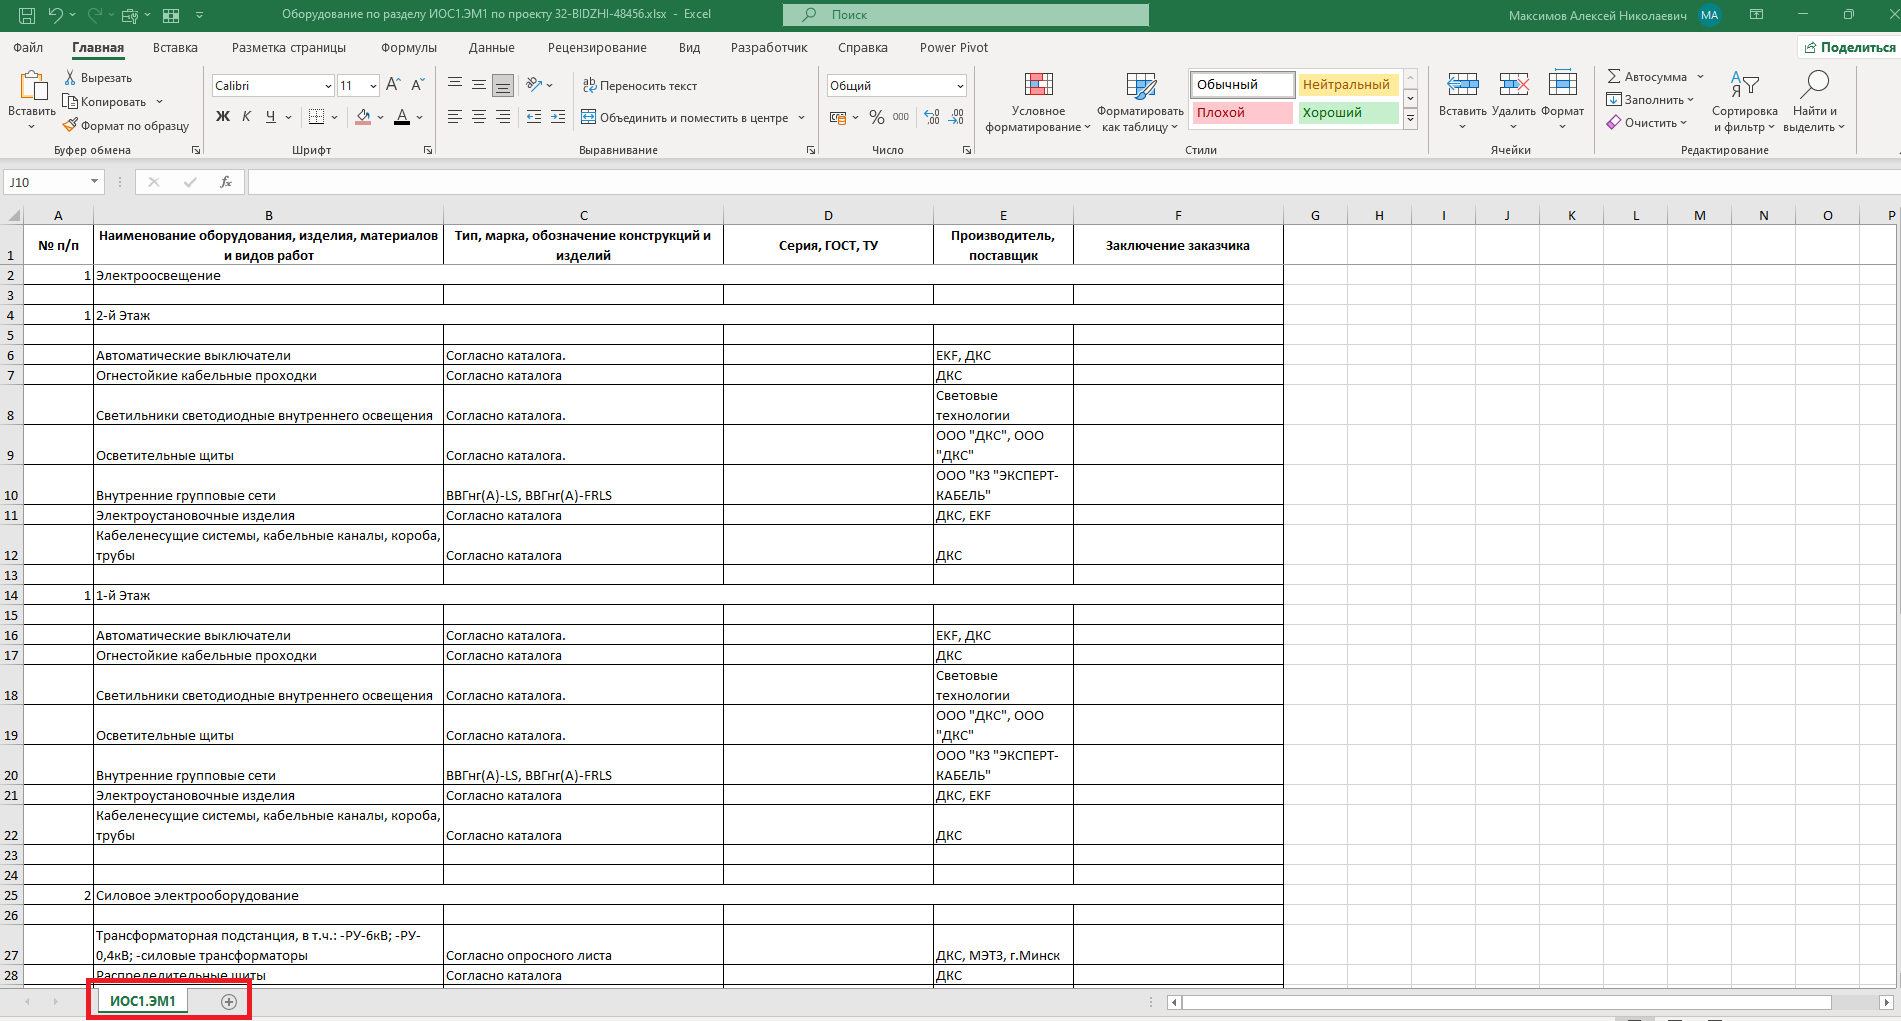 Оборудование по разделу ИОС1.ЭМ1 по проекту 32-BIDZHI-48456.xlsx - Excel
Поиск
Максимов Алексей Николаевич МА
Файл Главная Вставка Разметка страницы Формулы Данные Рецензирование Вид Разработчик Справка Power Pivot Поделиться
Вставить
Вырезать
Копировать
Формат по образцу
Буфер обмена
Calibri 11
Ж К Ч
Шрифт
Переносить текст
Объединить и поместить в центре
Выравнивание
Общий
% 000
Число
Условное форматирование
Форматировать как таблицу
Обычный Нейтральный
Плохой Хороший
Стили
Вставить Удалить Формат
Ячейки
Автосумма
Заполнить
Очистить
Сортировка и фильтр
Найти и выделить
Редактирование
J10 fx
A B C D E F G H I J K L M N O P
1 № п/п Наименование оборудования, изделия, материалов и видов работ Тип, марка, обозначение конструкций и изделий Серия, ГОСТ, ТУ Производитель, поставщик Заключение заказчика
2 1 Электроосвещение
3
4 1 2-й Этаж
5
6 Автоматические выключатели Согласно каталога. EKF, ДКС
7 Огнестойкие кабельные проходки Согласно каталога ДКС
8 Светильники светодиодные внутреннего освещения Согласно каталога. Световые технологии
9 Осветительные щиты Согласно каталога. ООО "ДКС", ООО "ДКС"
10 Внутренние групповые сети ВВГнг(А)-LS, ВВГнг(А)-FRLS ООО "КЗ "ЭКСПЕРТ-КАБЕЛЬ"
11 Электроустановочные изделия Согласно каталога ДКС, EKF
12 Кабеленесущие системы, кабельные каналы, короба, трубы Согласно каталога ДКС
13
14 1 1-й Этаж
15
16 Автоматические выключатели Согласно каталога. EKF, ДКС
17 Огнестойкие кабельные проходки Согласно каталога ДКС
18 Светильники светодиодные внутреннего освещения Согласно каталога. Световые технологии
19 Осветительные щиты Согласно каталога. ООО "ДКС", ООО "ДКС"
20 Внутренние групповые сети ВВГнг(А)-LS, ВВГнг(А)-FRLS ООО "КЗ "ЭКСПЕРТ-КАБЕЛЬ"
21 Электроустановочные изделия Согласно каталога ДКС, EKF
22 Кабеленесущие системы, кабельные каналы, короба, трубы Согласно каталога ДКС
23
24
25 2 Силовое электрооборудование
26
27 Трансформаторная подстанция, в т.ч.: -РУ-6кВ; -РУ-0,4кВ; -силовые трансформаторы Согласно опросного листа ДКС, МЭТЗ, г.Минск
28 Распределительные щиты Согласно каталога ДКС
ИОС1.ЭМ1